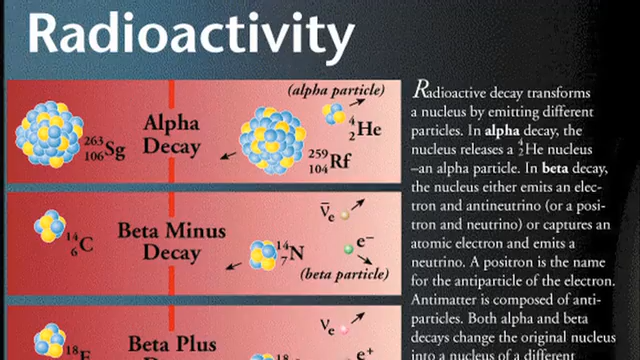 Radioactivity
(alpha particle)
Alpha
Decay
263
106Sg
4
2He
259
104Rf
Beta Minus
Decay
14
6C
ν̄e
e−
14
7N
(beta particle)
Beta Plus
18
νe
e+
18
Radioactive decay transforms
a nucleus by emitting different
particles. In alpha decay, the
nucleus releases a 4
2He nucleus
–an alpha particle. In beta decay,
the nucleus either emits an elec-
tron and antineutrino (or a posi-
tron and neutrino) or captures an
atomic electron and emits a
neutrino. A positron is the name
for the antiparticle of the electron.
Antimatter is composed of anti-
particles. Both alpha and beta
decays change the original nucleus
into a nucleus of a different